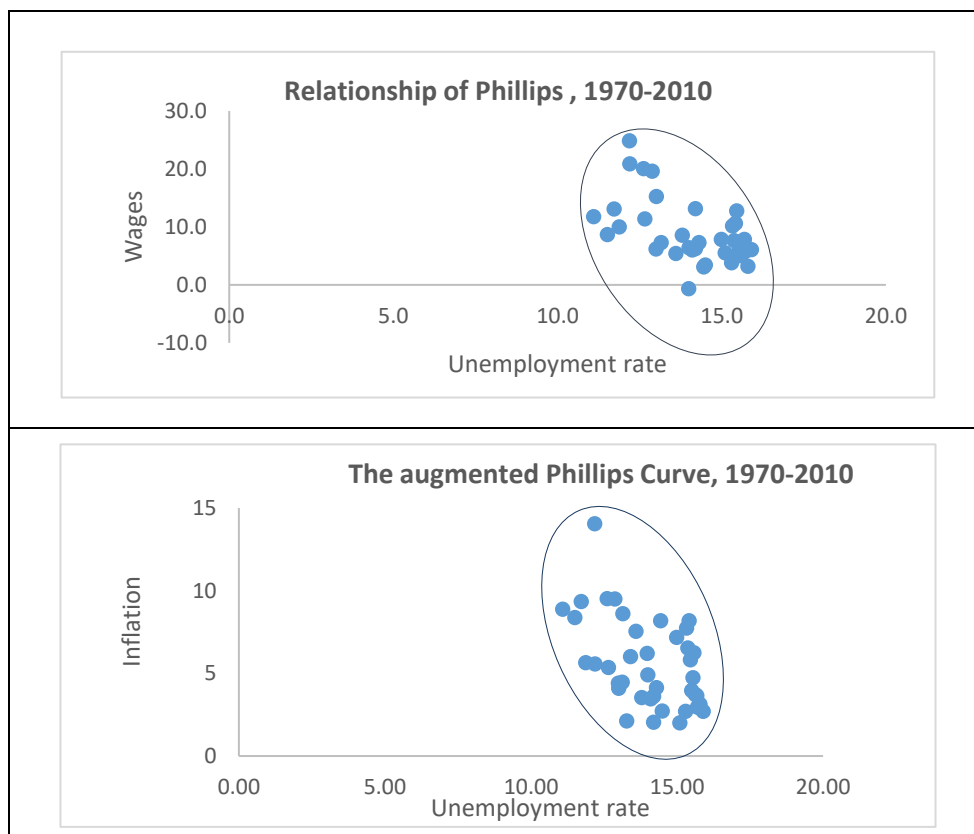 Relationship of Phillips , 1970-2010
30.0
20.0
10.0
0.0
-10.0
Wages
0.0 5.0 10.0 15.0 20.0
Unemployment rate
The augmented Phillips Curve, 1970-2010
15
10
5
0
Inflation
0.00 5.00 10.00 15.00 20.00
Unemployment rate